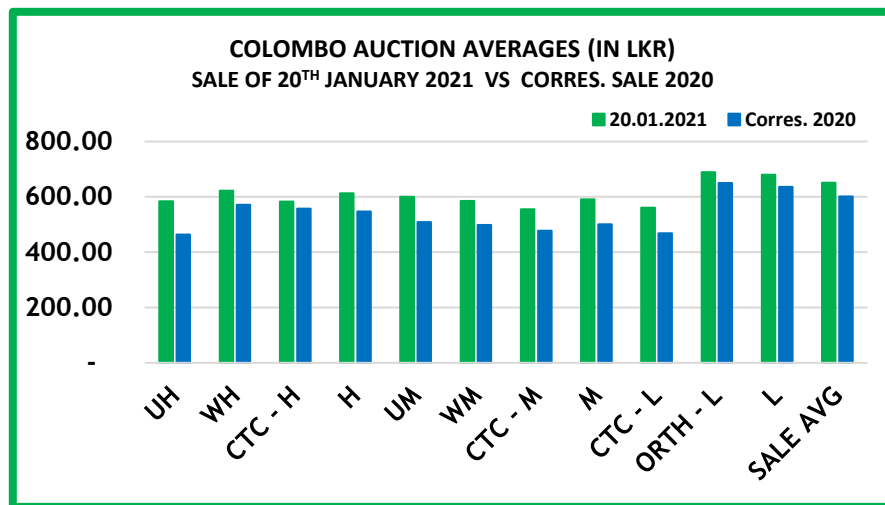 COLOMBO AUCTION AVERAGES (IN LKR)
SALE OF 20TH JANUARY 2021 VS CORRES. SALE 2020
20.01.2021 Corres. 2020
800.00
600.00
400.00
200.00
-
UH
WH
CTC - H
H
UM
WM
CTC - M
M
CTC - L
ORTH - L
L
SALE AVG